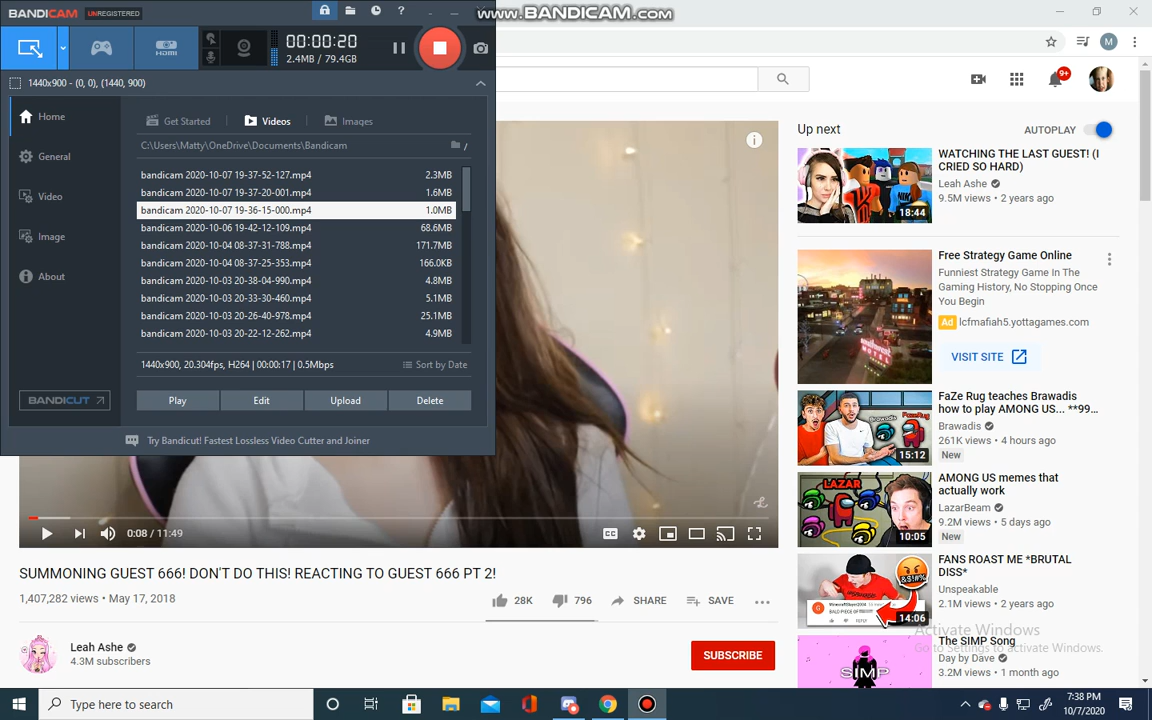 BANDICAM UNREGISTERED
www.BANDICAM.com
HDMI
00:00:20
2.4MB / 79.4GB
1440x900 - (0, 0), (1440, 900)
Home
General
Video
Image
About
BANDICUT
Get Started
Videos
Images
C:\Users\Matty\OneDrive\Documents\Bandicam
bandicam 2020-10-07 19-37-52-127.mp4 2.3MB
bandicam 2020-10-07 19-37-20-001.mp4 1.6MB
bandicam 2020-10-07 19-36-15-000.mp4 1.0MB
bandicam 2020-10-06 19-42-12-109.mp4 68.6MB
bandicam 2020-10-04 08-37-31-788.mp4 171.7MB
bandicam 2020-10-04 08-37-25-353.mp4 166.0KB
bandicam 2020-10-03 20-38-04-990.mp4 4.8MB
bandicam 2020-10-03 20-33-30-460.mp4 5.1MB
bandicam 2020-10-03 20-26-40-978.mp4 25.1MB
bandicam 2020-10-03 20-22-12-262.mp4 4.9MB
1440x900, 20.304fps, H264 | 00:00:17 | 0.5Mbps
Sort by Date
Play
Edit
Upload
Delete
Try Bandicut! Fastest Lossless Video Cutter and Joiner
M
9+
0:08 / 11:49
CC
SUMMONING GUEST 666! DON'T DO THIS! REACTING TO GUEST 666 PT 2!
1,407,282 views • May 17, 2018
28K
796
SHARE
SAVE
Leah Ashe
4.3M subscribers
SUBSCRIBE
Up next
AUTOPLAY
WATCHING THE LAST GUEST! (I
CRIED SO HARD)
Leah Ashe
9.5M views • 2 years ago
18:44
Free Strategy Game Online
Funniest Strategy Game In The
Gaming History, No Stopping Once
You Begin
Ad lcfmafiah5.yottagames.com
VISIT SITE
FaZe Rug teaches Brawadis
how to play AMONG US... **99...
Brawadis
261K views • 4 hours ago
New
15:12
AMONG US memes that
actually work
LazarBeam
9.2M views • 5 days ago
New
LAZAR
10:05
FANS ROAST ME *BRUTAL
DISS*
Unspeakable
2.1M views • 2 years ago
14:06
The SIMP Song
Day by Dave
3.2M views • 1 month ago
SIMP
Activate Windows
Go to Settings to activate Windows.
Type here to search
7:38 PM
10/7/2020